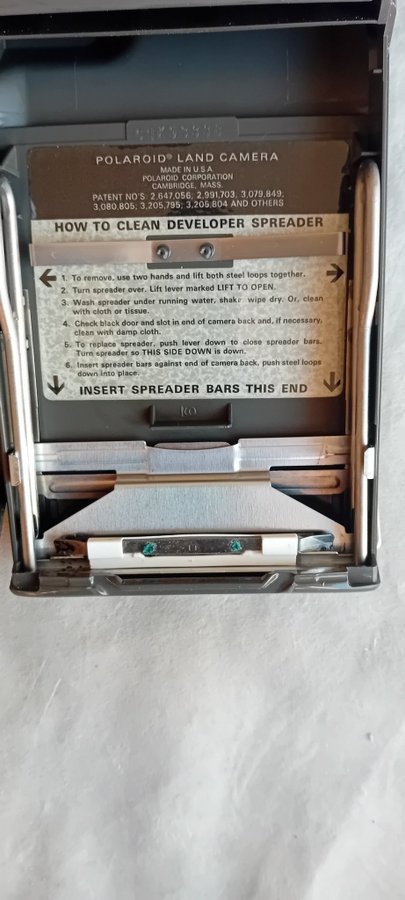 POLAROID® LAND CAMERA
MADE IN U.S.A.
POLAROID CORPORATION
CAMBRIDGE, MASS.
PATENT NO'S: 2,647,056; 2,991,703, 3,079,849;
3,080,805; 3,205,795; 3,205,804 AND OTHERS
HOW TO CLEAN DEVELOPER SPREADER
1. To remove, use two hands and lift both steel loops together.
2. Turn spreader over. Lift lever marked LIFT TO OPEN.
3. Wash spreader under running water, shake wipe dry. Or, clean
with cloth or tissue.
4. Check black door and slot in end of camera back and, if necessary,
clean with damp cloth.
5. To replace spreader, push lever down to close spreader bars.
Turn spreader so THIS SIDE DOWN is down.
6. Insert spreader bars against end of camera back, push steel loops
down into place.
INSERT SPREADER BARS THIS END